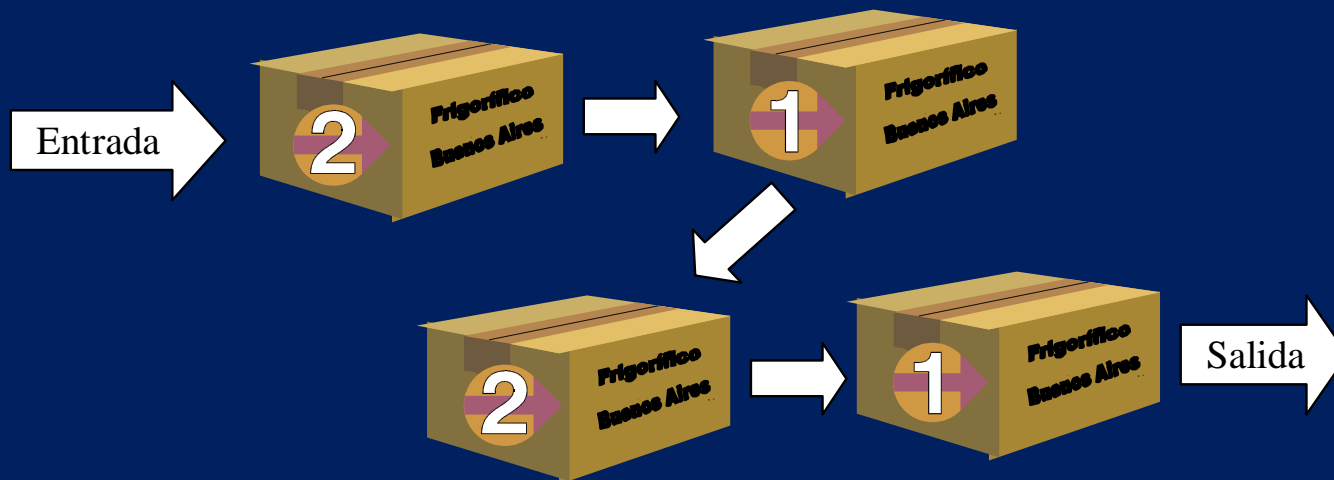 Entrada
2
Frigorífico
Buenos Aires
1
Frigorífico
Buenos Aires
2
Frigorífico
Buenos Aires
1
Frigorífico
Buenos Aires
Salida